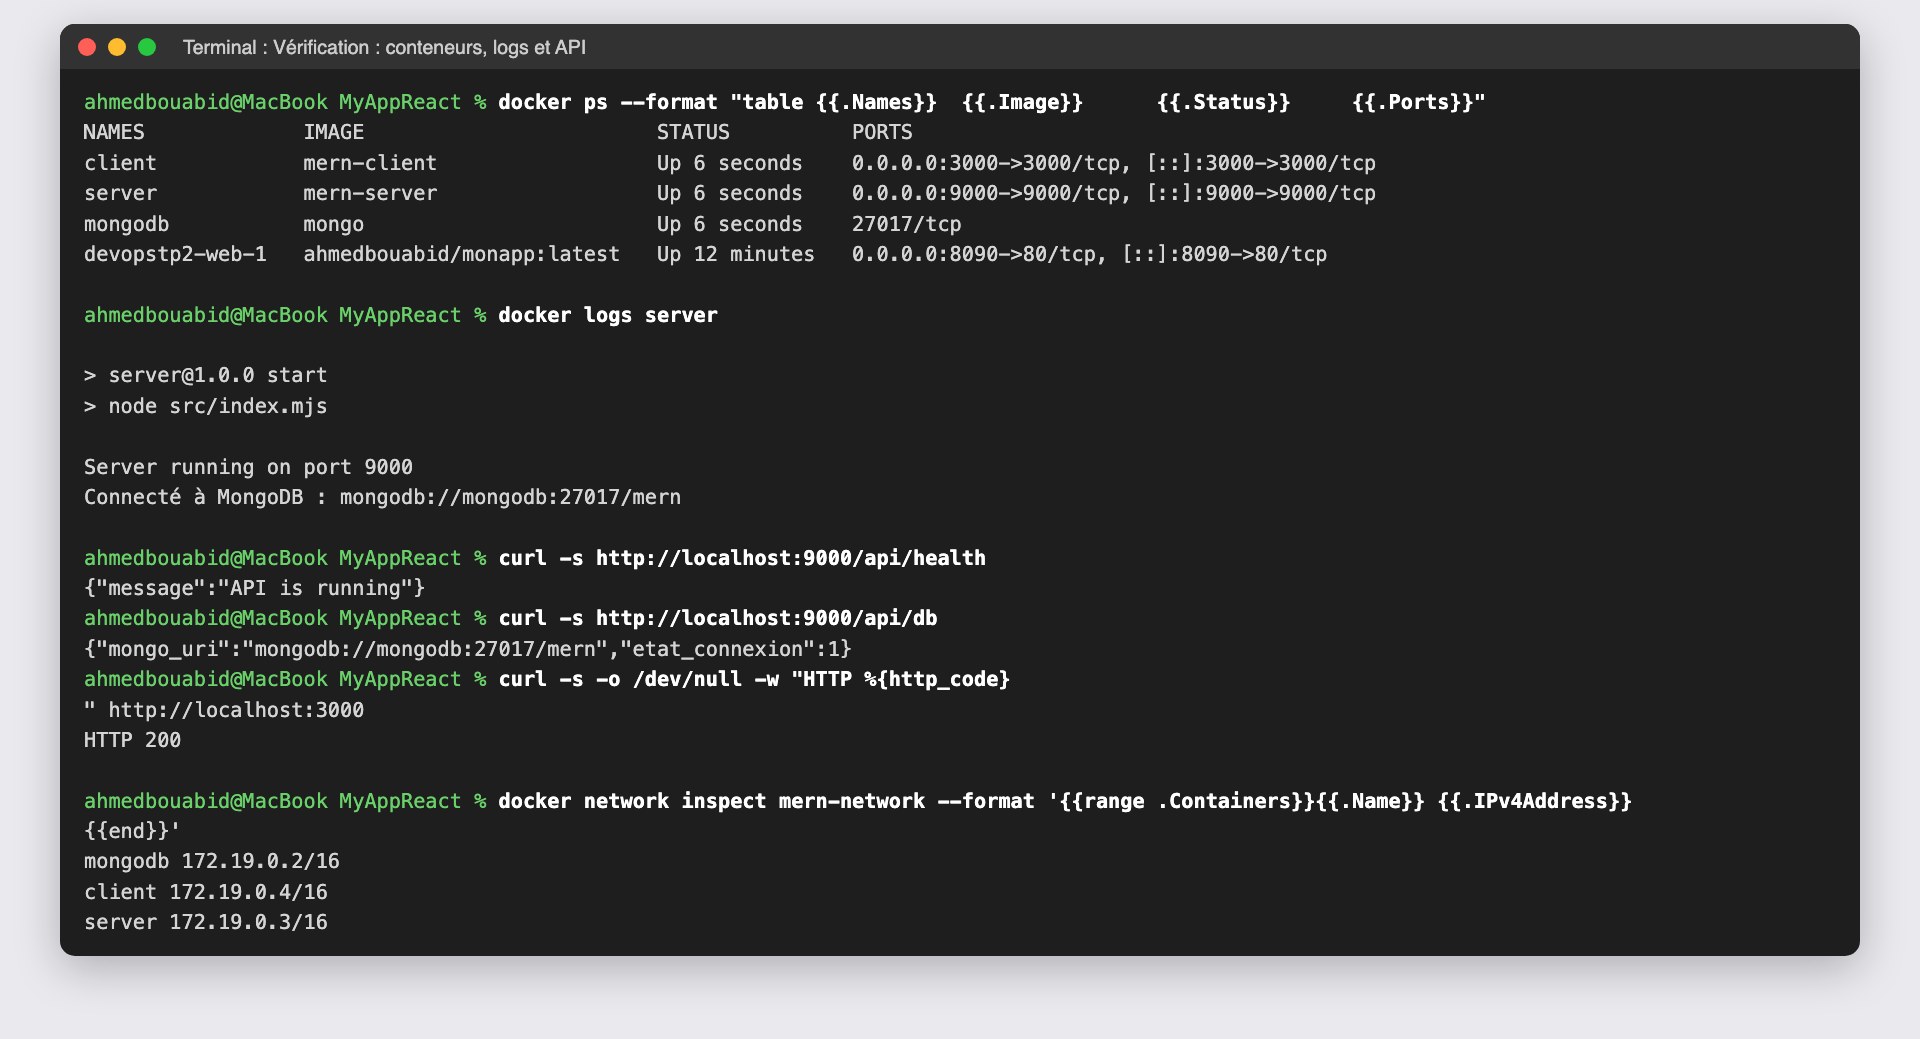 Terminal : Vérification : conteneurs, logs et API
ahmedbouabid@MacBook MyAppReact % docker ps --format "table {{.Names}}  {{.Image}}      {{.Status}}     {{.Ports}}"
NAMES             IMAGE                        STATUS          PORTS
client            mern-client                  Up 6 seconds    0.0.0.0:3000->3000/tcp, [::]:3000->3000/tcp
server            mern-server                  Up 6 seconds    0.0.0.0:9000->9000/tcp, [::]:9000->9000/tcp
mongodb           mongo                        Up 6 seconds    27017/tcp
devopstp2-web-1   ahmedbouabid/monapp:latest   Up 12 minutes   0.0.0.0:8090->80/tcp, [::]:8090->80/tcp
ahmedbouabid@MacBook MyAppReact % docker logs server
> server@1.0.0 start
> node src/index.mjs
Server running on port 9000
Connecté à MongoDB : mongodb://mongodb:27017/mern
ahmedbouabid@MacBook MyAppReact % curl -s http://localhost:9000/api/health
{"message":"API is running"}
ahmedbouabid@MacBook MyAppReact % curl -s http://localhost:9000/api/db
{"mongo_uri":"mongodb://mongodb:27017/mern","etat_connexion":1}
ahmedbouabid@MacBook MyAppReact % curl -s -o /dev/null -w "HTTP %{http_code}
" http://localhost:3000
HTTP 200
ahmedbouabid@MacBook MyAppReact % docker network inspect mern-network --format '{{range .Containers}}{{.Name}} {{.IPv4Address}}
{{end}}'
mongodb 172.19.0.2/16
client 172.19.0.4/16
server 172.19.0.3/16